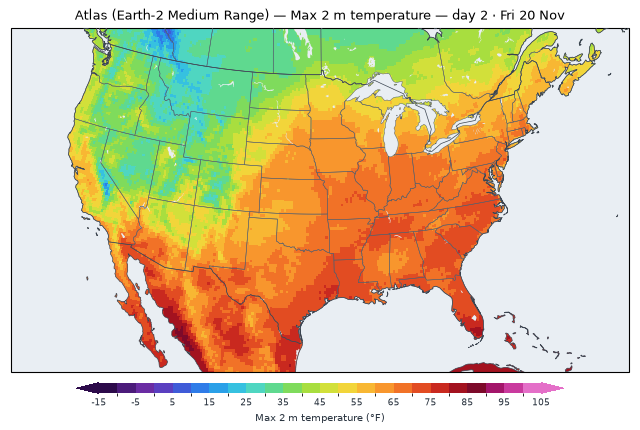 Atlas (Earth-2 Medium Range) — Max 2 m temperature — day 2 · Fri 20 Nov
-15 -5 5 15 25 35 45 55 65 75 85 95 105
Max 2 m temperature (°F)